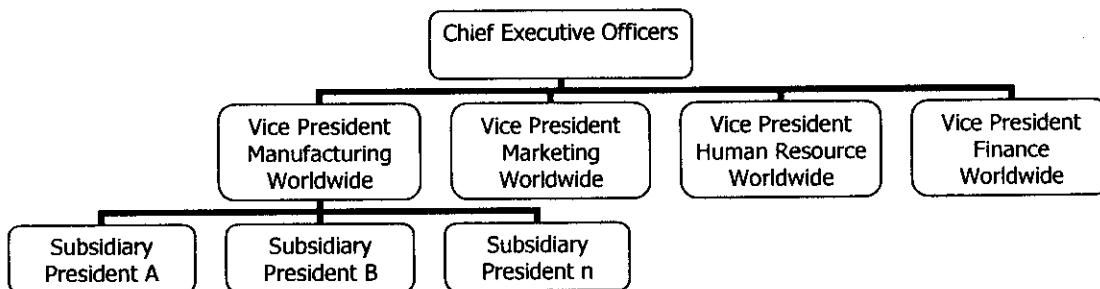 Chief Executive Officers
Vice President
Manufacturing
Worldwide
Vice President
Marketing
Worldwide
Vice President
Human Resource
Worldwide
Vice President
Finance
Worldwide
Subsidiary
President A
Subsidiary
President B
Subsidiary
President n